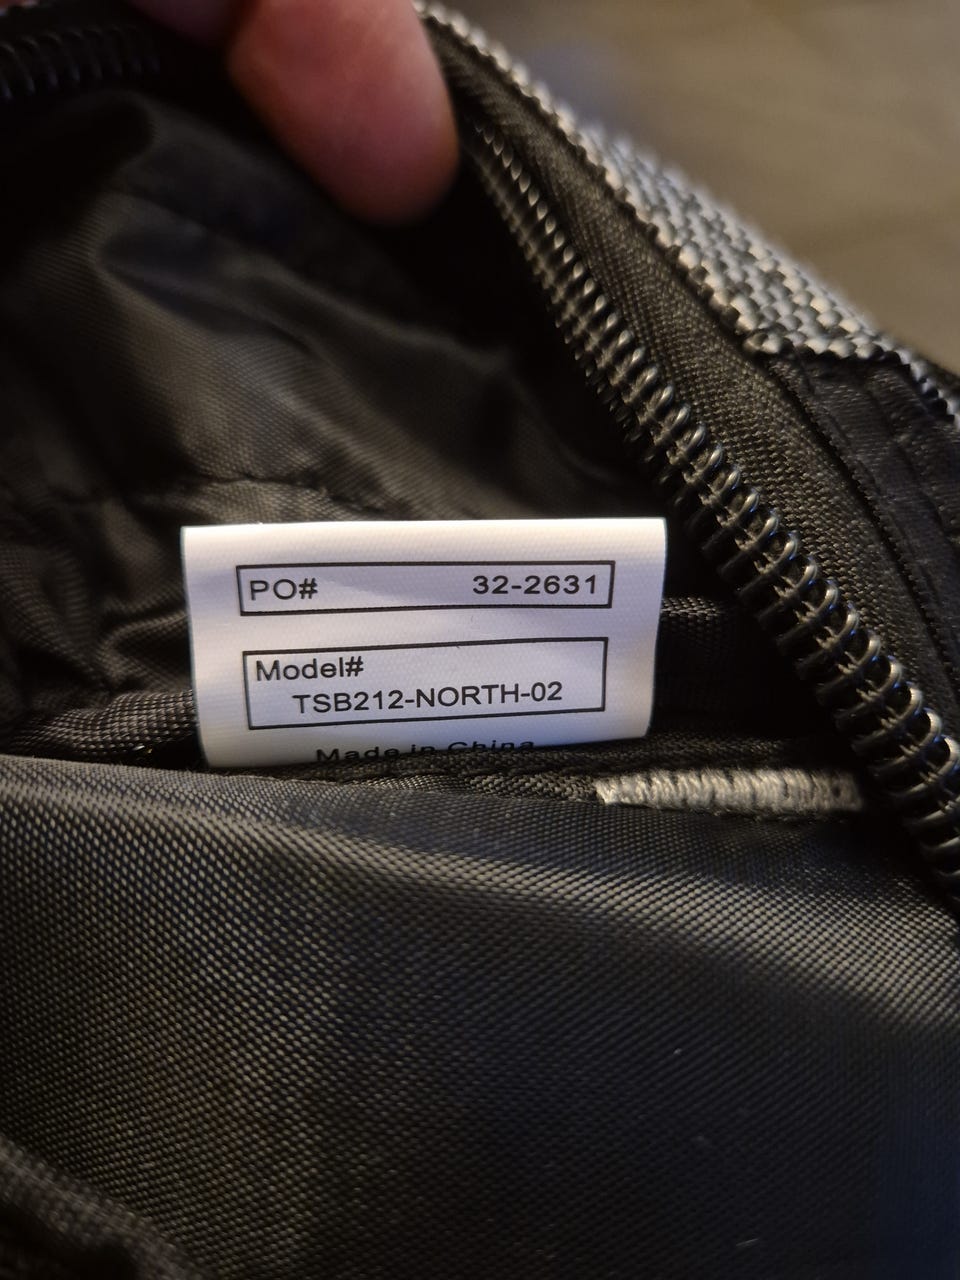 PO# 32-2631
Model#
TSB212-NORTH-02
Made in China